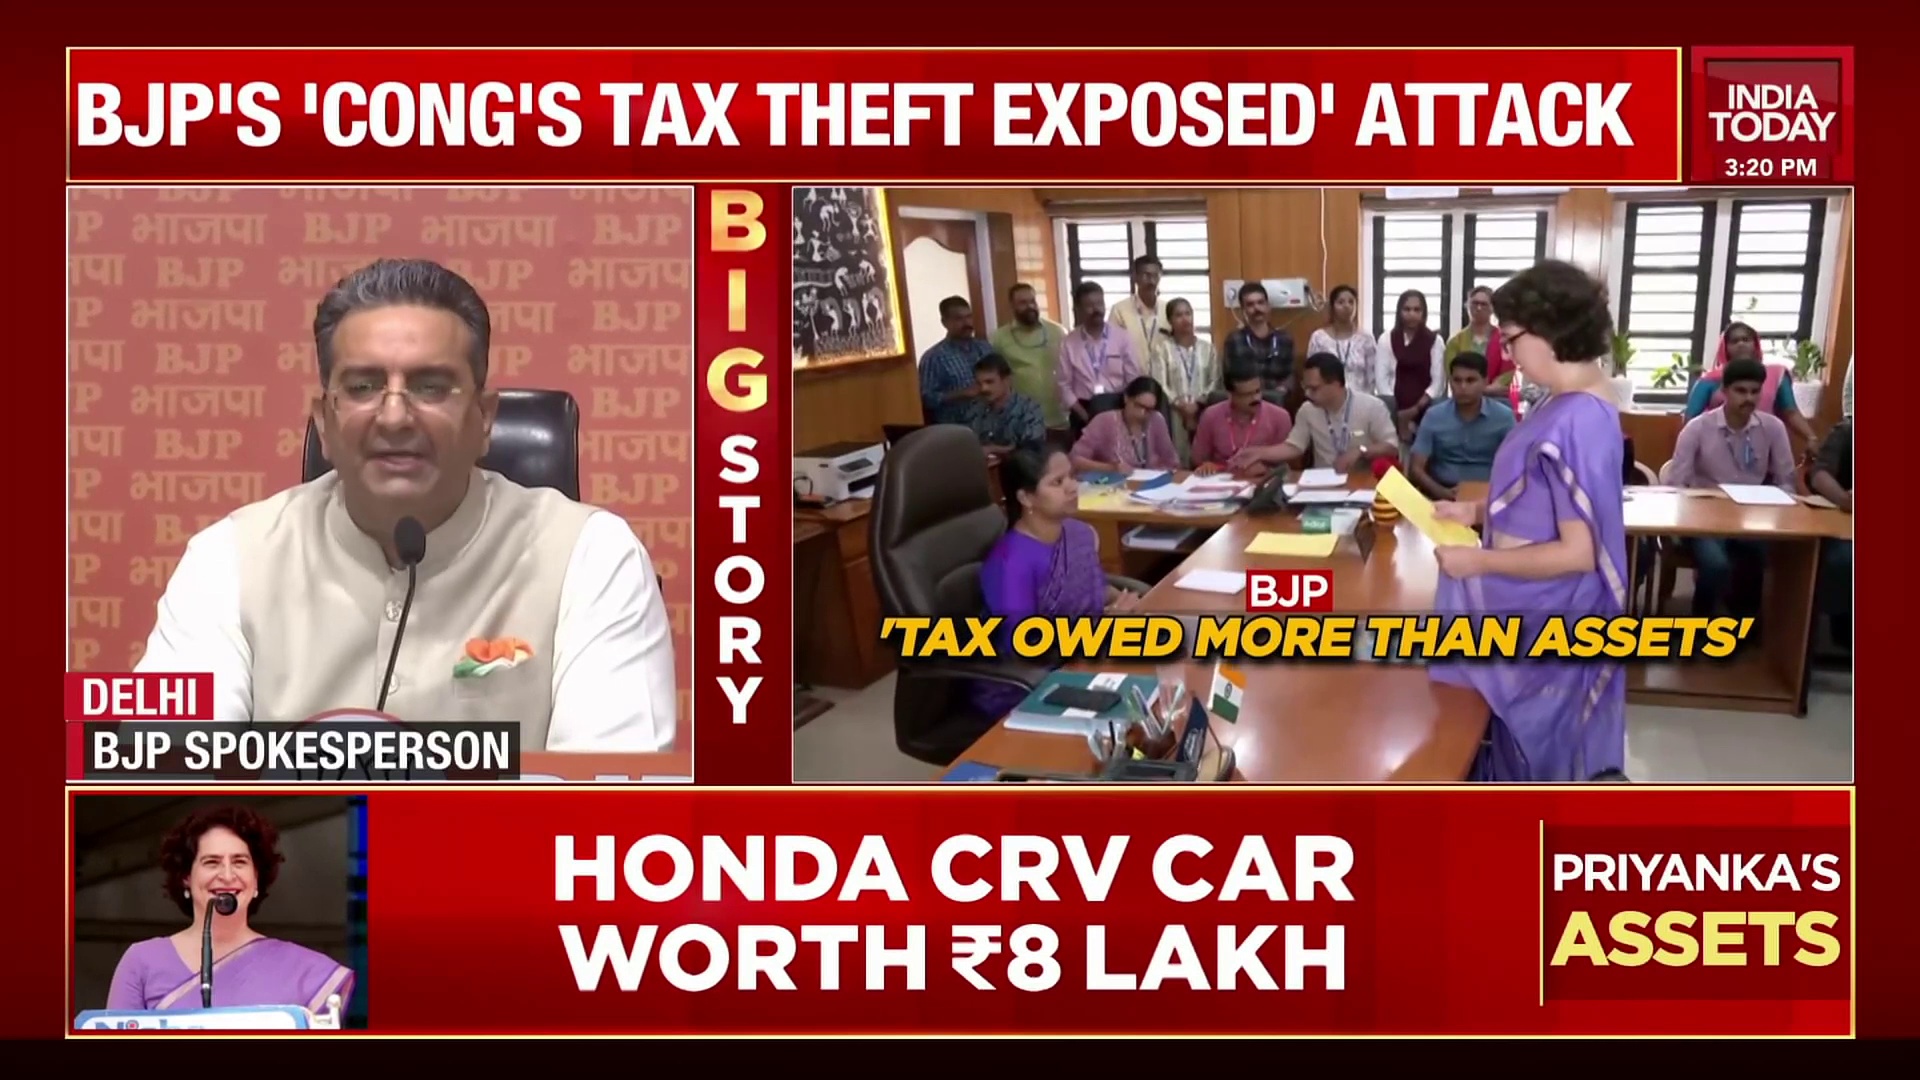 BJP'S 'CONG'S TAX THEFT EXPOSED' ATTACK
INDIA
TODAY
3:20 PM
भाजपा BJP भाजपा BJP
BJP
भाजपा
BIG
STORY
DELHI
BJP SPOKESPERSON
BJP
'TAX OWED MORE THAN ASSETS'
HONDA CRV CAR
WORTH ₹8 LAKH
PRIYANKA'S
ASSETS